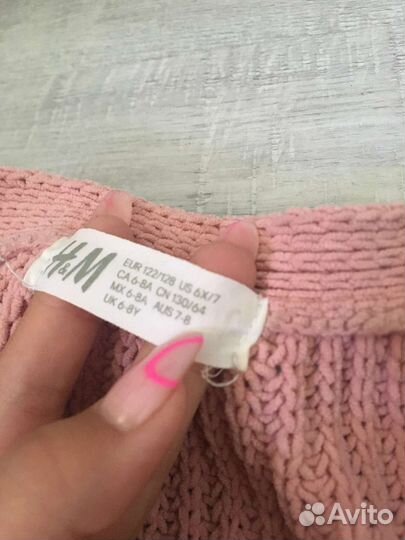 H&M
EUR 122/128 US 6X/7
CA 6-8A CN 130/64
MX 6-8A AUS 7-8
UK 6-8Y
Avito